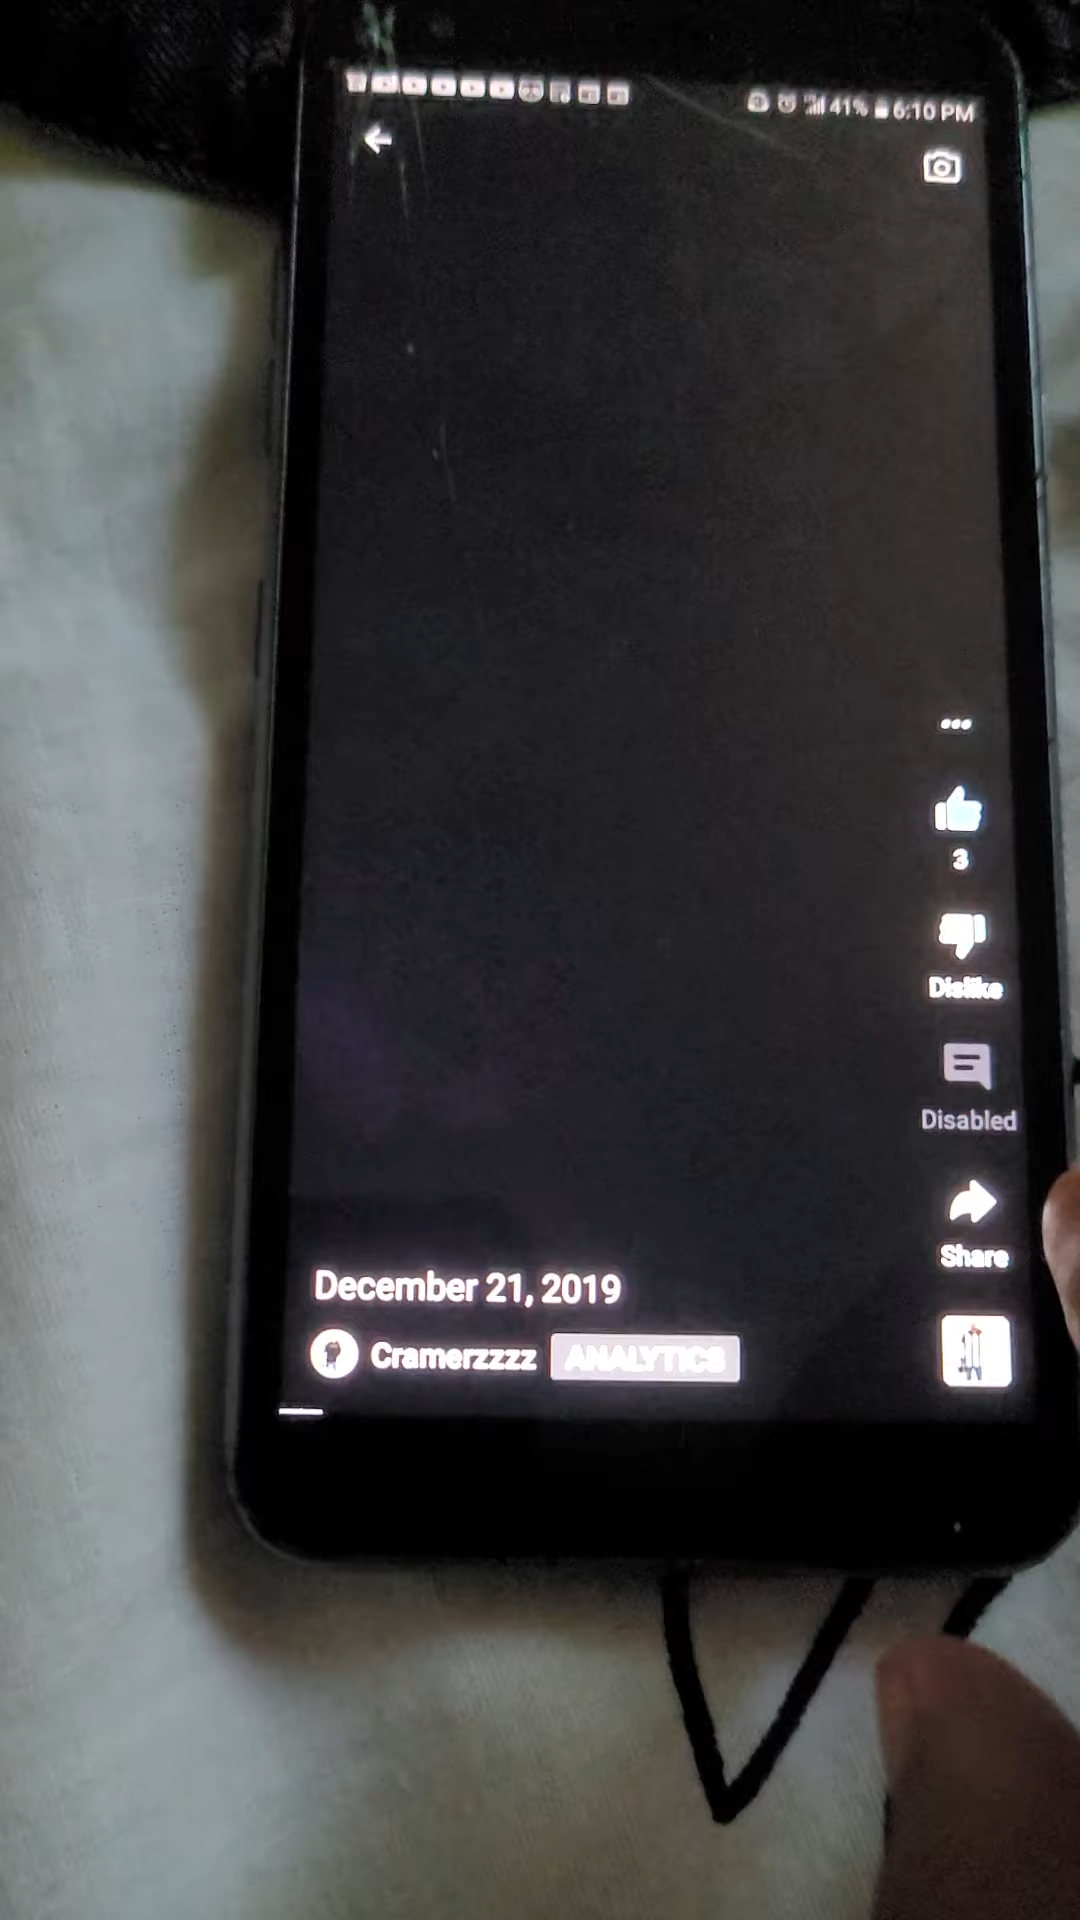 41% 6:10 PM
3
Dislike
Disabled
Share
December 21, 2019
Cramerzzzz ANALYTICS